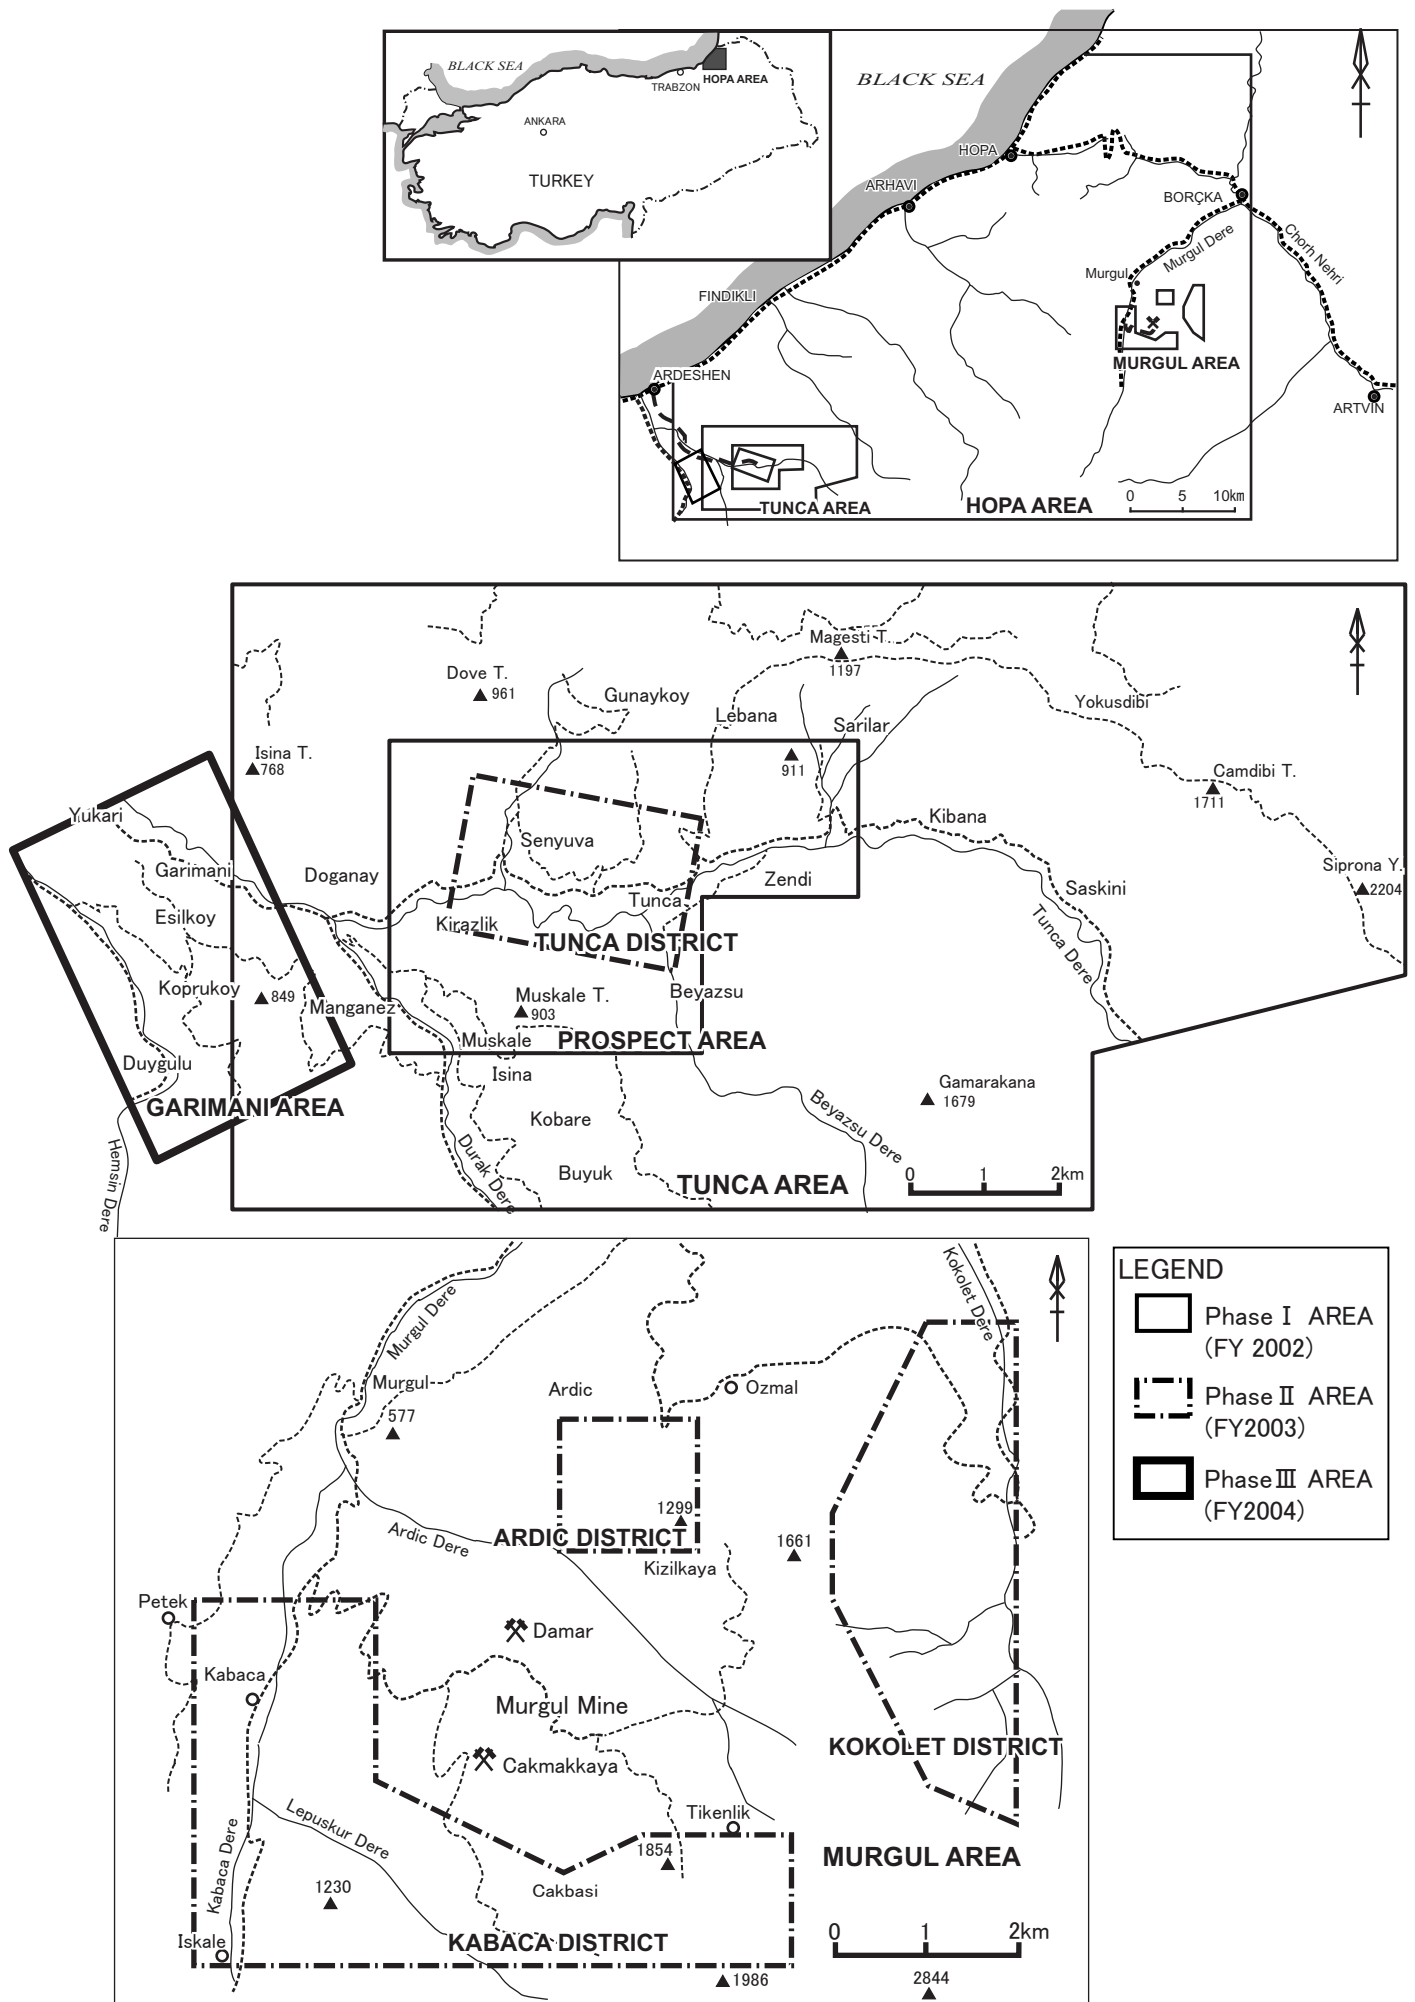 BLACK SEA
HOPA AREA
TRABZON
ANKARA
TURKEY
BLACK SEA
HOPA
ARHAVI
BORÇKA
Chorh Nehri
Murgul Dere
Murgul
FINDIKLI
MURGUL AREA
ARDESHEN
ARTVIN
TUNCA AREA
HOPA AREA
0 5 10km
Magesti T.
1197
Dove T.
961
Gunaykoy
Yokusdibi
Lebana
Sarilar
Isina T.
768
911
Camdibi T.
1711
Yukari
Kibana
Senyuva
Garimani
Doganay
Zendi
Siprona Y.
2204
Saskini
Esilkoy
Kirazlik
Tunca
TUNCA DISTRICT
Tunca Dere
Koprukoy
849
Manganez
Muskale T.
903
Beyazsu
Muskale
PROSPECT AREA
Duygulu
Isina
Gamarakana
1679
GARIMANI AREA
Kobare
Beyazsu Dere
Hemsin Dere
Durak Dere
Buyuk
TUNCA AREA
0 1 2km
Murgul Dere
Kokolet Dere
Murgul
577
Ardic
Ozmal
1299
Ardic Dere
ARDIC DISTRICT
1661
Kizilkaya
Petek
Damar
Kabaca
Murgul Mine
KOKOLET DISTRICT
Cakmakkaya
Lepuskur Dere
Tikenlik
Kabaca Dere
1854
MURGUL AREA
1230
Cakbasi
Iskale
KABACA DISTRICT
0 1 2km
1986
2844
LEGEND
Phase Ⅰ AREA
(FY 2002)
Phase Ⅱ AREA
(FY2003)
Phase Ⅲ AREA
(FY2004)